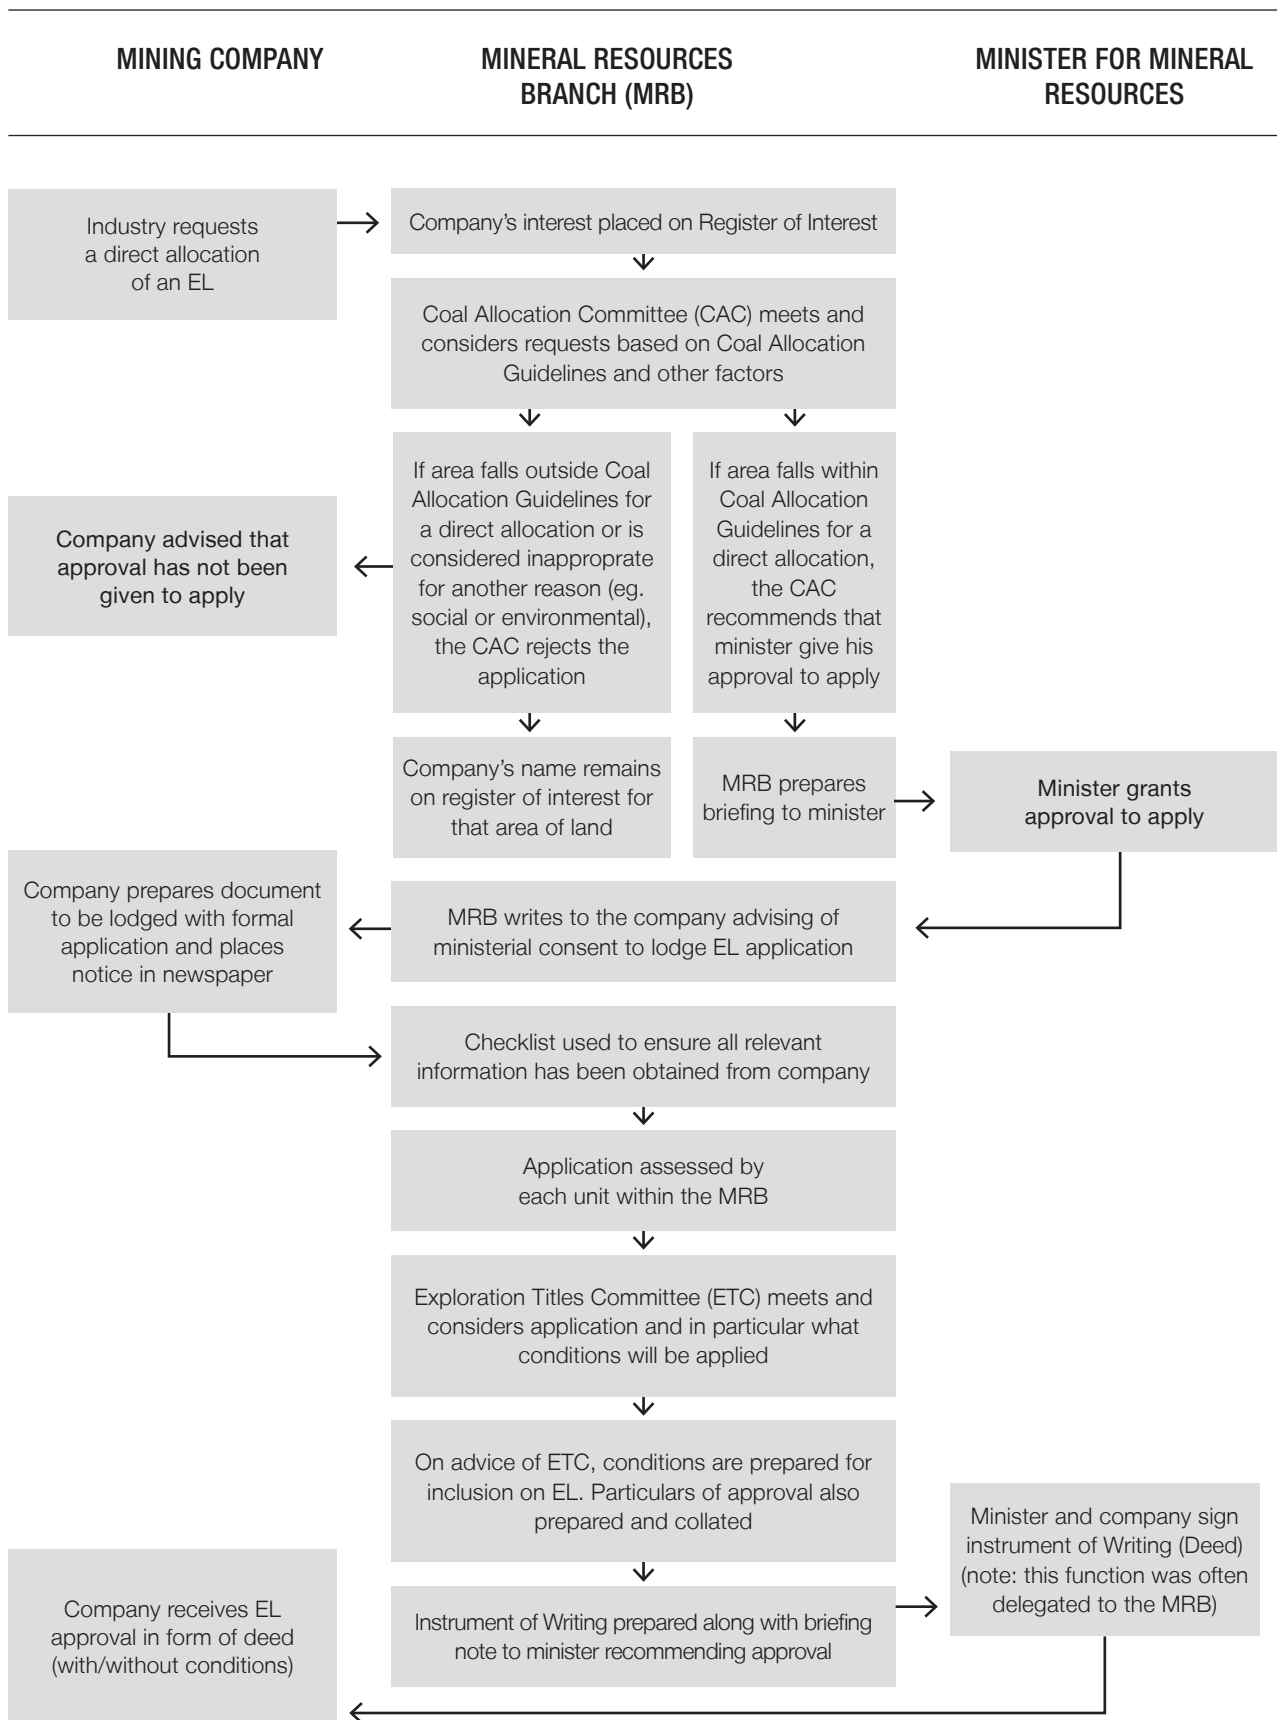 MINING COMPANY
MINERAL RESOURCES
BRANCH (MRB)
MINISTER FOR MINERAL
RESOURCES
Industry requests
a direct allocation
of an EL
Company's interest placed on Register of Interest
Coal Allocation Committee (CAC) meets and
considers requests based on Coal Allocation
Guidelines and other factors
If area falls outside Coal
Allocation Guidelines for
a direct allocation or is
considered inapproprate
for another reason (eg.
social or environmental),
the CAC rejects the
application
If area falls within
Coal Allocation
Guidelines for a
direct allocation,
the CAC
recommends that
minister give his
approval to apply
Company advised that
approval has not been
given to apply
Company's name remains
on register of interest for
that area of land
MRB prepares
briefing to minister
Minister grants
approval to apply
MRB writes to the company advising of
ministerial consent to lodge EL application
Company prepares document
to be lodged with formal
application and places
notice in newspaper
Checklist used to ensure all relevant
information has been obtained from company
Application assessed by
each unit within the MRB
Exploration Titles Committee (ETC) meets and
considers application and in particular what
conditions will be applied
On advice of ETC, conditions are prepared for
inclusion on EL. Particulars of approval also
prepared and collated
Instrument of Writing prepared along with briefing
note to minister recommending approval
Minister and company sign
instrument of Writing (Deed)
(note: this function was often
delegated to the MRB)
Company receives EL
approval in form of deed
(with/without conditions)